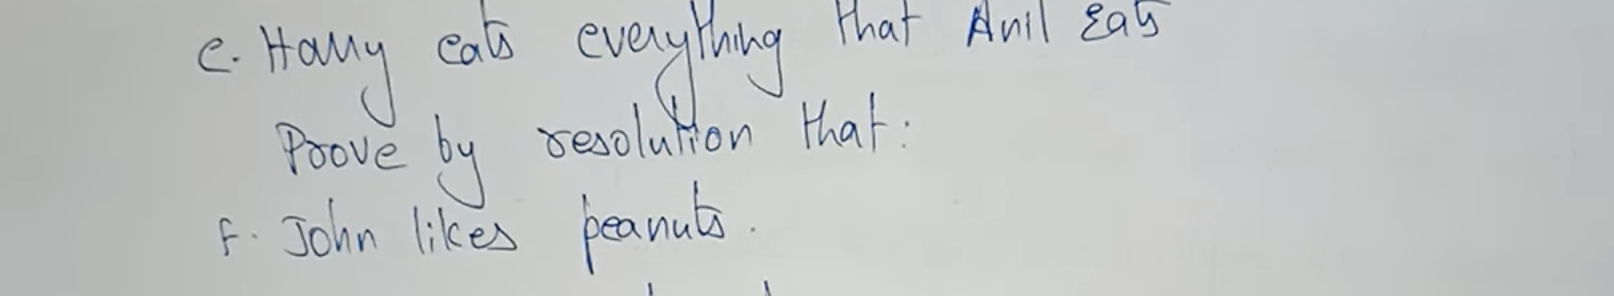 e. Harry eats everything that Anil Eats
Prove by resolution that:
F. John likes peanuts.